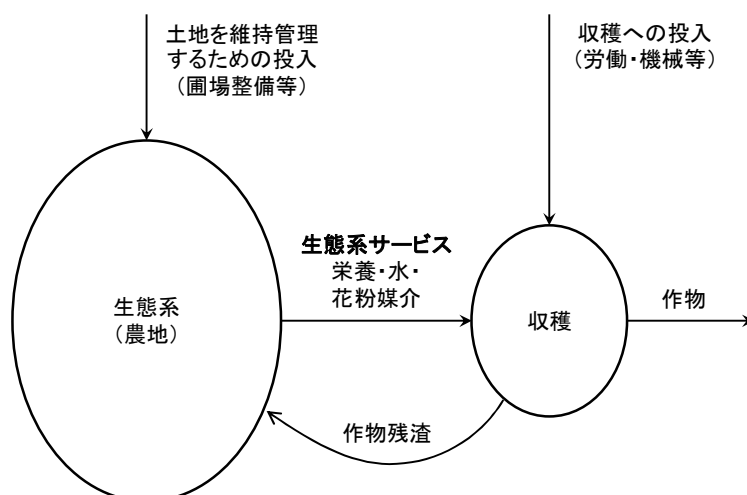 土地を維持管理
するための投入
（圃場整備等）
収穫への投入
（労働・機械等）
生態系サービス
栄養・水・
花粉媒介
生態系
（農地）
収穫
作物
作物残渣